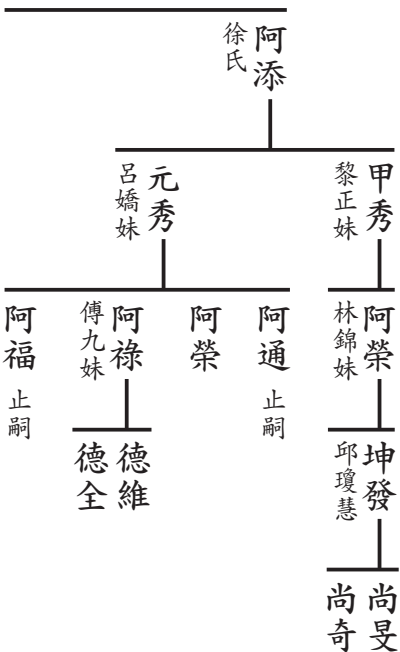 阿添
徐氏
甲秀
黎正妹
元秀
呂嬌妹
阿榮
林錦妹
阿通 止嗣
阿榮
阿祿
傅九妹
阿福 止嗣
坤發
邱瓊慧
德維
德全
尚旻
尚奇